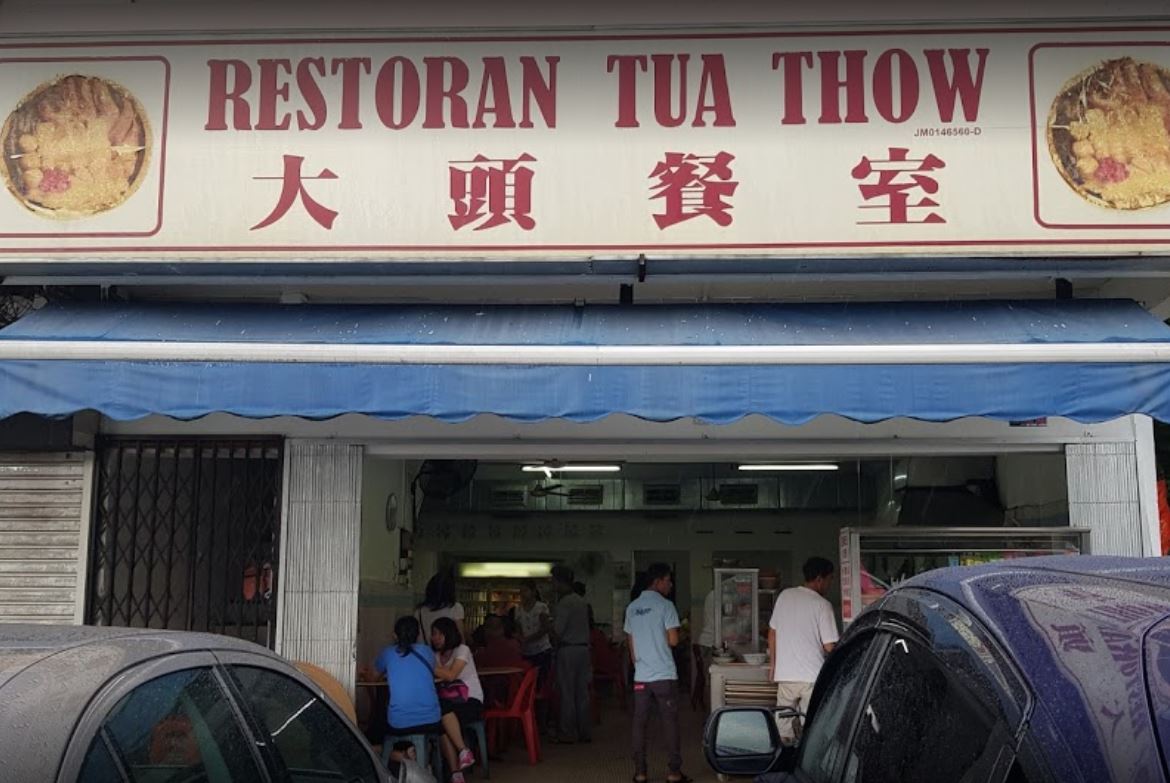 RESTORAN TUA THOW
JM0146560-D
大頭餐室